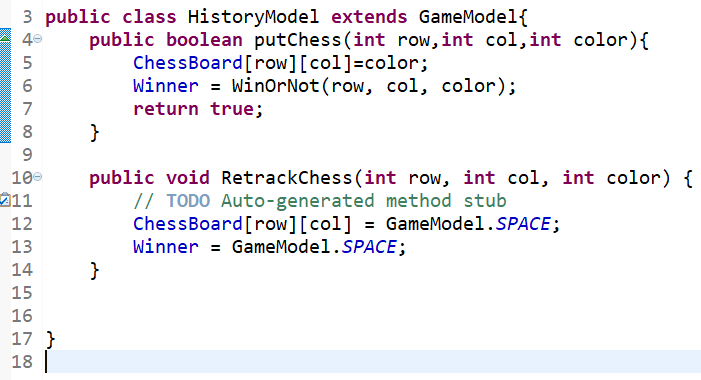 3 public class HistoryModel extends GameModel{
4 public boolean putChess(int row,int col,int color){
5 ChessBoard[row][col]=color;
6 Winner = WinOrNot(row, col, color);
7 return true;
8 }
9
10 public void RetrackChess(int row, int col, int color) {
11 // TODO Auto-generated method stub
12 ChessBoard[row][col] = GameModel.SPACE;
13 Winner = GameModel.SPACE;
14 }
15
16
17 }
18